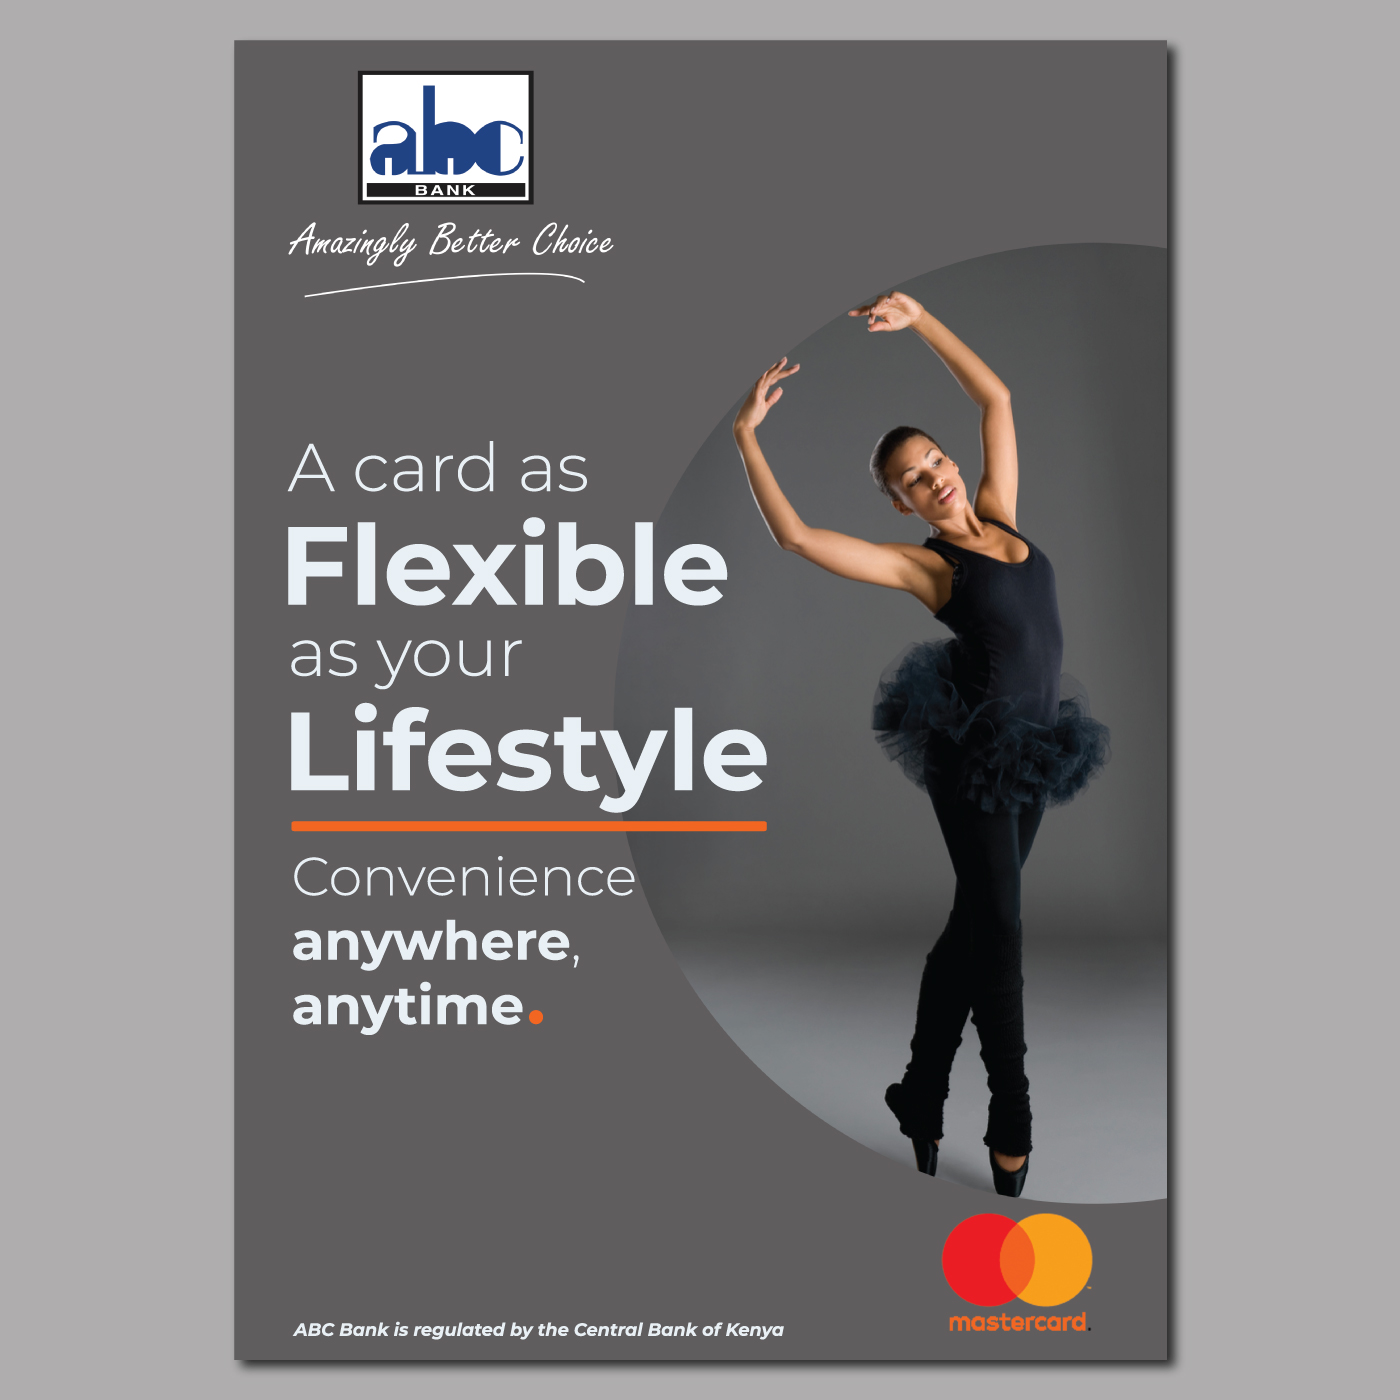 abc
BANK
Amazingly Better Choice
A card as
Flexible
as your
Lifestyle
Convenience
anywhere,
anytime.
mastercard.
ABC Bank is regulated by the Central Bank of Kenya